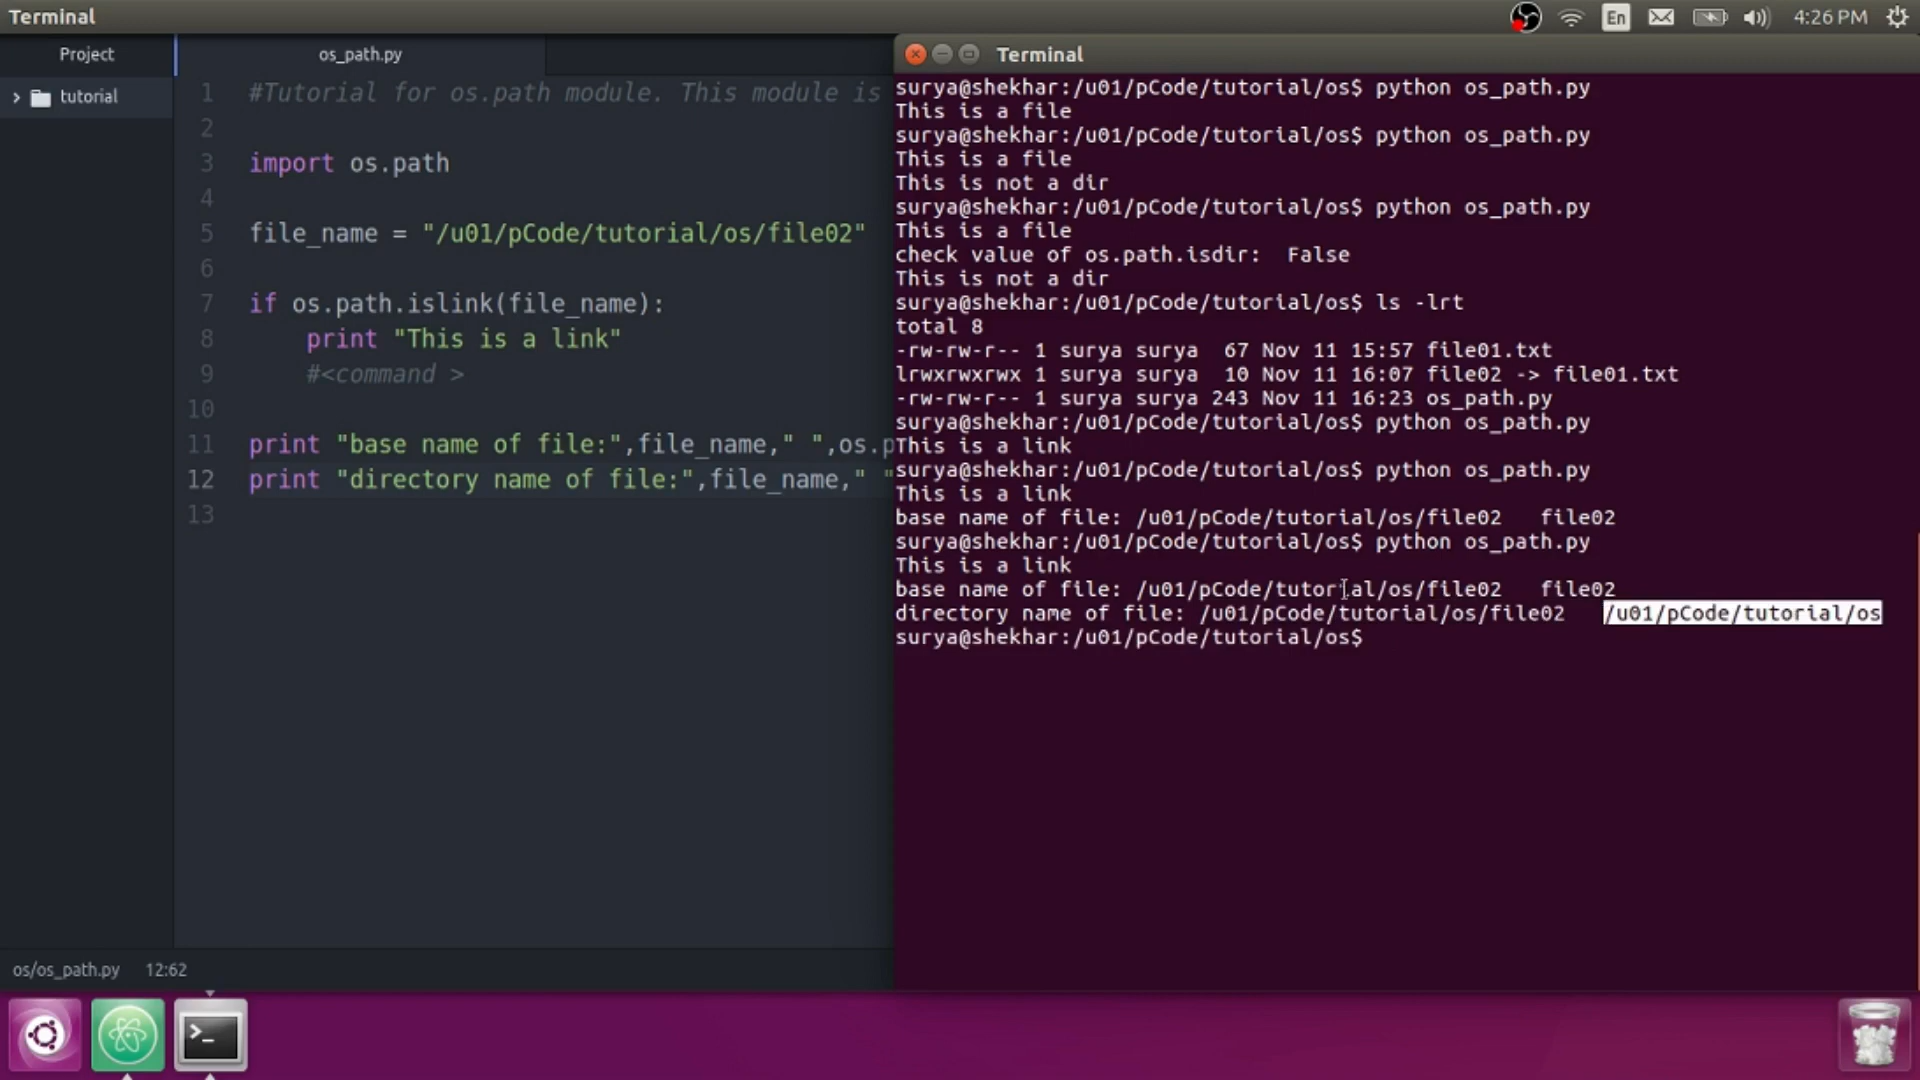 Terminal
En
4:26 PM
Project
os_path.py
tutorial
1 #Tutorial for os.path module. This module is
2
3 import os.path
4
5 file_name = "/u01/pCode/tutorial/os/file02"
6
7 if os.path.islink(file_name):
8 print "This is a link"
9 #<command >
10
11 print "base name of file:",file_name," ",os.p
12 print "directory name of file:",file_name," "
13
os/os_path.py 12:62
Terminal
surya@shekhar:/u01/pCode/tutorial/os$ python os_path.py
This is a file
surya@shekhar:/u01/pCode/tutorial/os$ python os_path.py
This is a file
This is not a dir
surya@shekhar:/u01/pCode/tutorial/os$ python os_path.py
This is a file
check value of os.path.isdir:  False
This is not a dir
surya@shekhar:/u01/pCode/tutorial/os$ ls -lrt
total 8
-rw-rw-r-- 1 surya surya  67 Nov 11 15:57 file01.txt
lrwxrwxrwx 1 surya surya  10 Nov 11 16:07 file02 -> file01.txt
-rw-rw-r-- 1 surya surya 243 Nov 11 16:23 os_path.py
surya@shekhar:/u01/pCode/tutorial/os$ python os_path.py
This is a link
surya@shekhar:/u01/pCode/tutorial/os$ python os_path.py
This is a link
base name of file: /u01/pCode/tutorial/os/file02   file02
surya@shekhar:/u01/pCode/tutorial/os$ python os_path.py
This is a link
base name of file: /u01/pCode/tutorial/os/file02   file02
directory name of file: /u01/pCode/tutorial/os/file02   /u01/pCode/tutorial/os
surya@shekhar:/u01/pCode/tutorial/os$